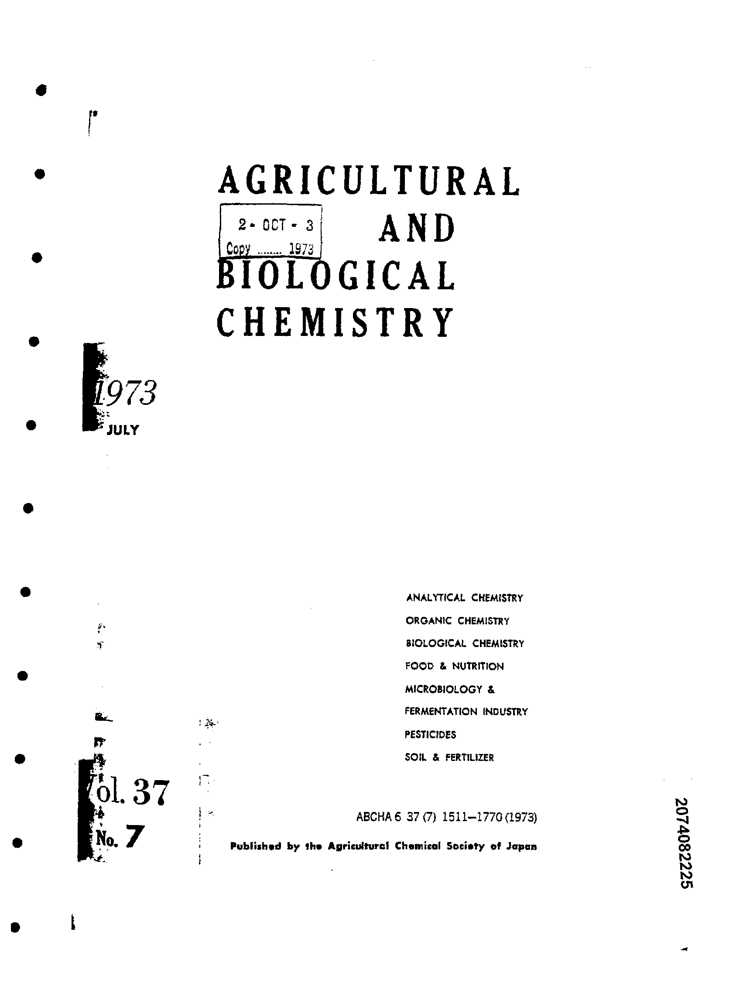 AGRICULTURAL
AND
2- OCT - 3
Copy ........ 1973
BIOLOGICAL
CHEMISTRY
1973
JULY
ANALYTICAL CHEMISTRY
ORGANIC CHEMISTRY
BIOLOGICAL CHEMISTRY
FOOD & NUTRITION
MICROBIOLOGY &
FERMENTATION INDUSTRY
PESTICIDES
SOIL & FERTILIZER
Vol. 37
No. 7
ABCHA 6 37 (7) 1511—1770 (1973)
Published by the Agricultural Chemical Society of Japan
2074082225